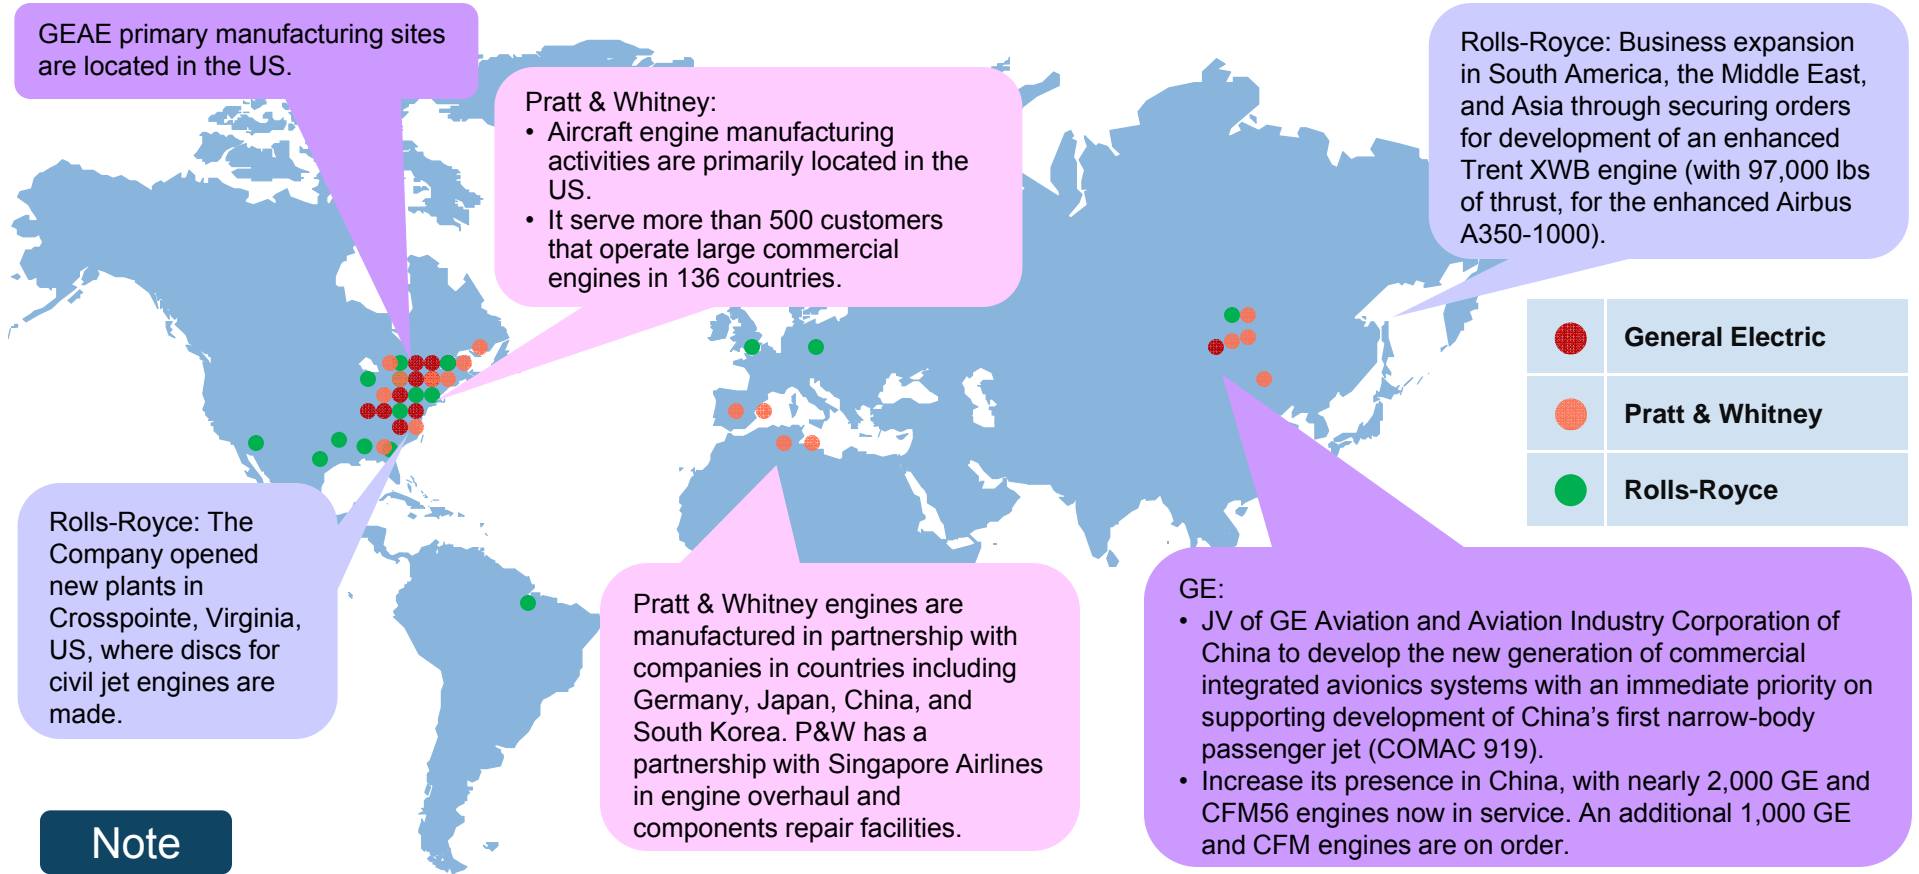 GEAE primary manufacturing sites
are located in the US.
Pratt & Whitney:
• Aircraft engine manufacturing
activities are primarily located in the
US.
• It serve more than 500 customers
that operate large commercial
engines in 136 countries.
Rolls-Royce: Business expansion
in South America, the Middle East,
and Asia through securing orders
for development of an enhanced
Trent XWB engine (with 97,000 lbs
of thrust, for the enhanced Airbus
A350-1000).
General Electric
Pratt & Whitney
Rolls-Royce
Rolls-Royce: The
Company opened
new plants in
Crosspointe, Virginia,
US, where discs for
civil jet engines are
made.
Pratt & Whitney engines are
manufactured in partnership with
companies in countries including
Germany, Japan, China, and
South Korea. P&W has a
partnership with Singapore Airlines
in engine overhaul and
components repair facilities.
GE:
• JV of GE Aviation and Aviation Industry Corporation of
China to develop the new generation of commercial
integrated avionics systems with an immediate priority on
supporting development of China's first narrow-body
passenger jet (COMAC 919).
• Increase its presence in China, with nearly 2,000 GE and
CFM56 engines now in service. An additional 1,000 GE
and CFM engines are on order.
Note